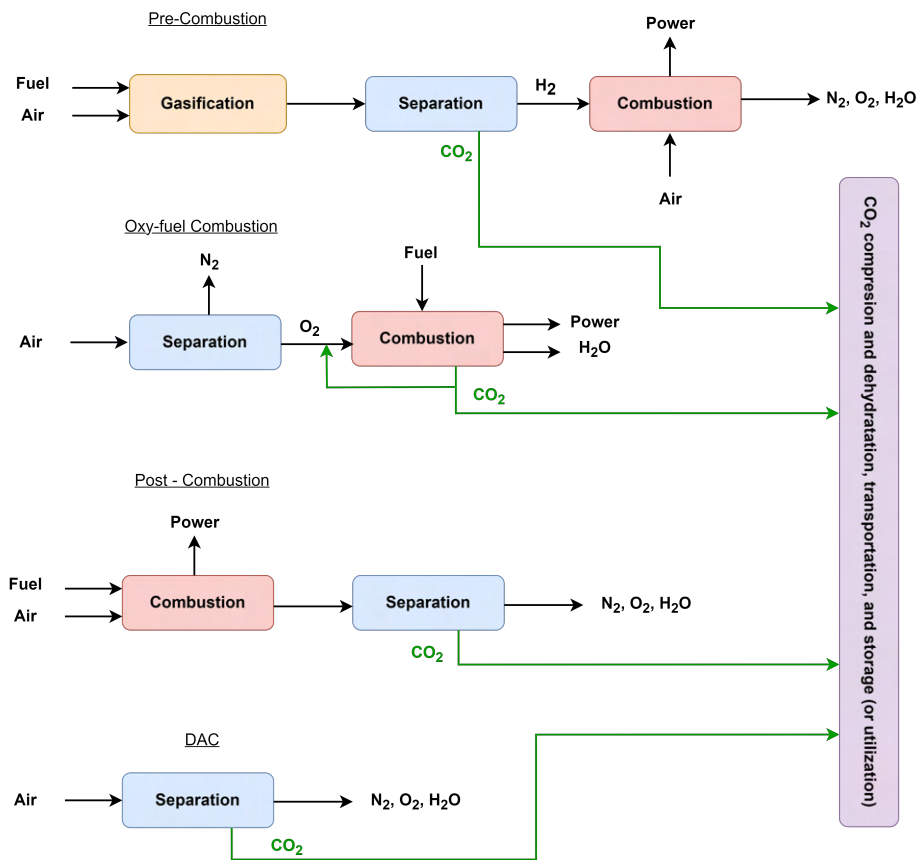 Pre-Combustion
Power
Fuel
Air
Gasification
Separation
H₂
Combustion
N₂, O₂, H₂O
CO₂
Air
Oxy-fuel Combustion
N₂
Fuel
Air
Separation
O₂
Combustion
Power
H₂O
CO₂
Post - Combustion
Power
Fuel
Air
Combustion
Separation
N₂, O₂, H₂O
CO₂
DAC
Air
Separation
N₂, O₂, H₂O
CO₂
CO₂ compresion and dehydratation, transportation, and storage (or utilization)